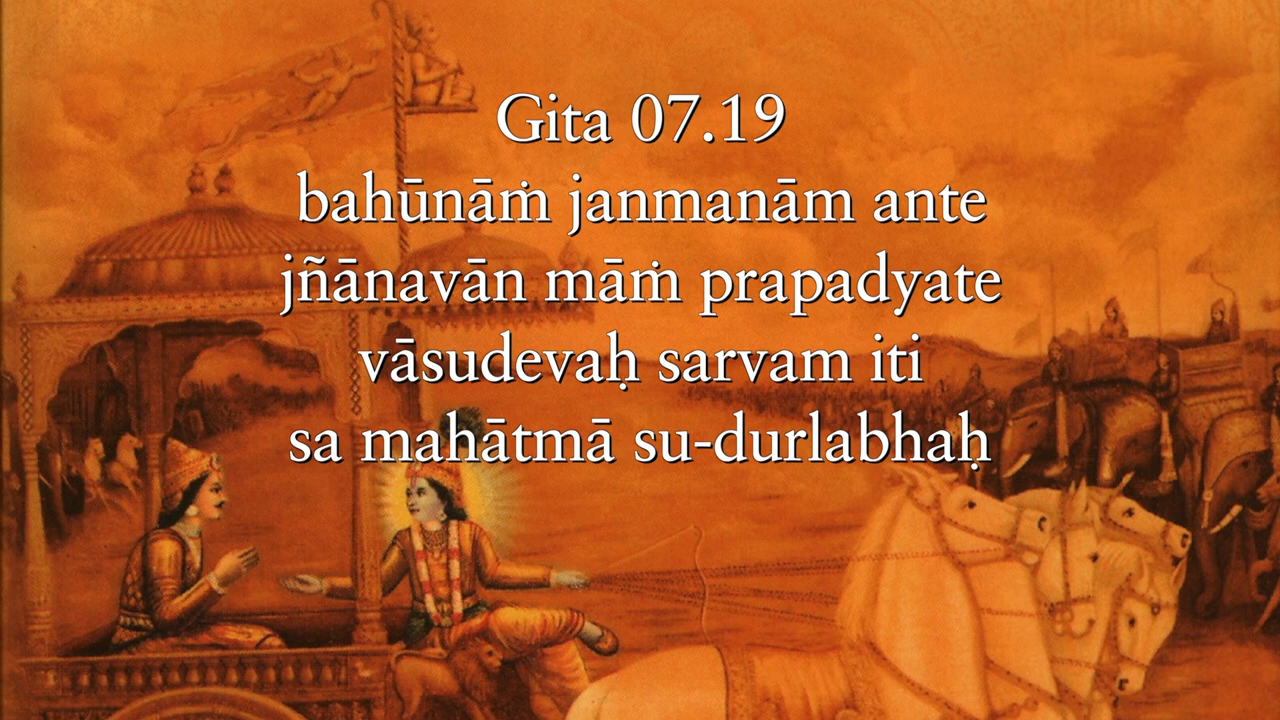 Gita 07.19
bahūnāṁ janmanām ante
jñānavān māṁ prapadyate
vāsudevaḥ sarvam iti
sa mahātmā su-durlabhaḥ